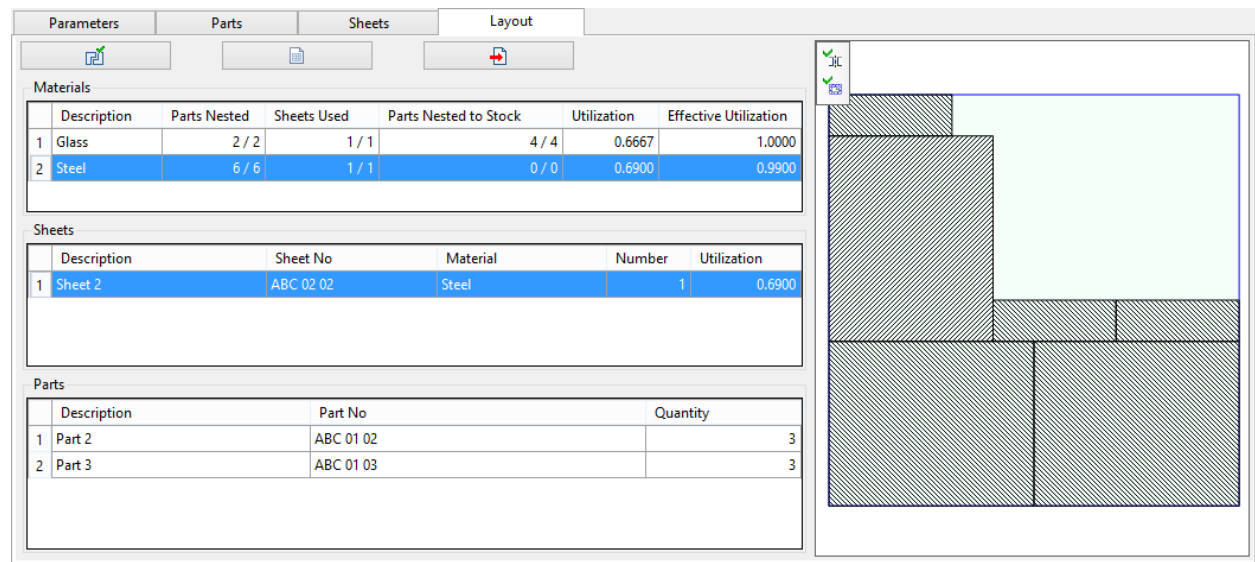 Parameters Parts Sheets Layout
Materials
Description Parts Nested Sheets Used Parts Nested to Stock Utilization Effective Utilization
1 Glass 2 / 2 1 / 1 4 / 4 0.6667 1.0000
2 Steel 6 / 6 1 / 1 0 / 0 0.6900 0.9900
Sheets
Description Sheet No Material Number Utilization
1 Sheet 2 ABC 02 02 Steel 1 0.6900
Parts
Description Part No Quantity
1 Part 2 ABC 01 02 3
2 Part 3 ABC 01 03 3